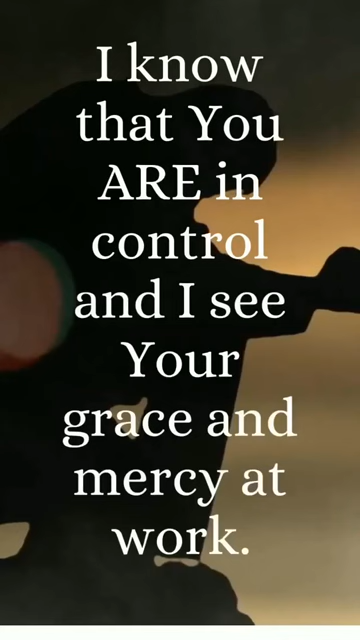 I know
that You
ARE in
control
and I see
Your
grace and
mercy at
work.